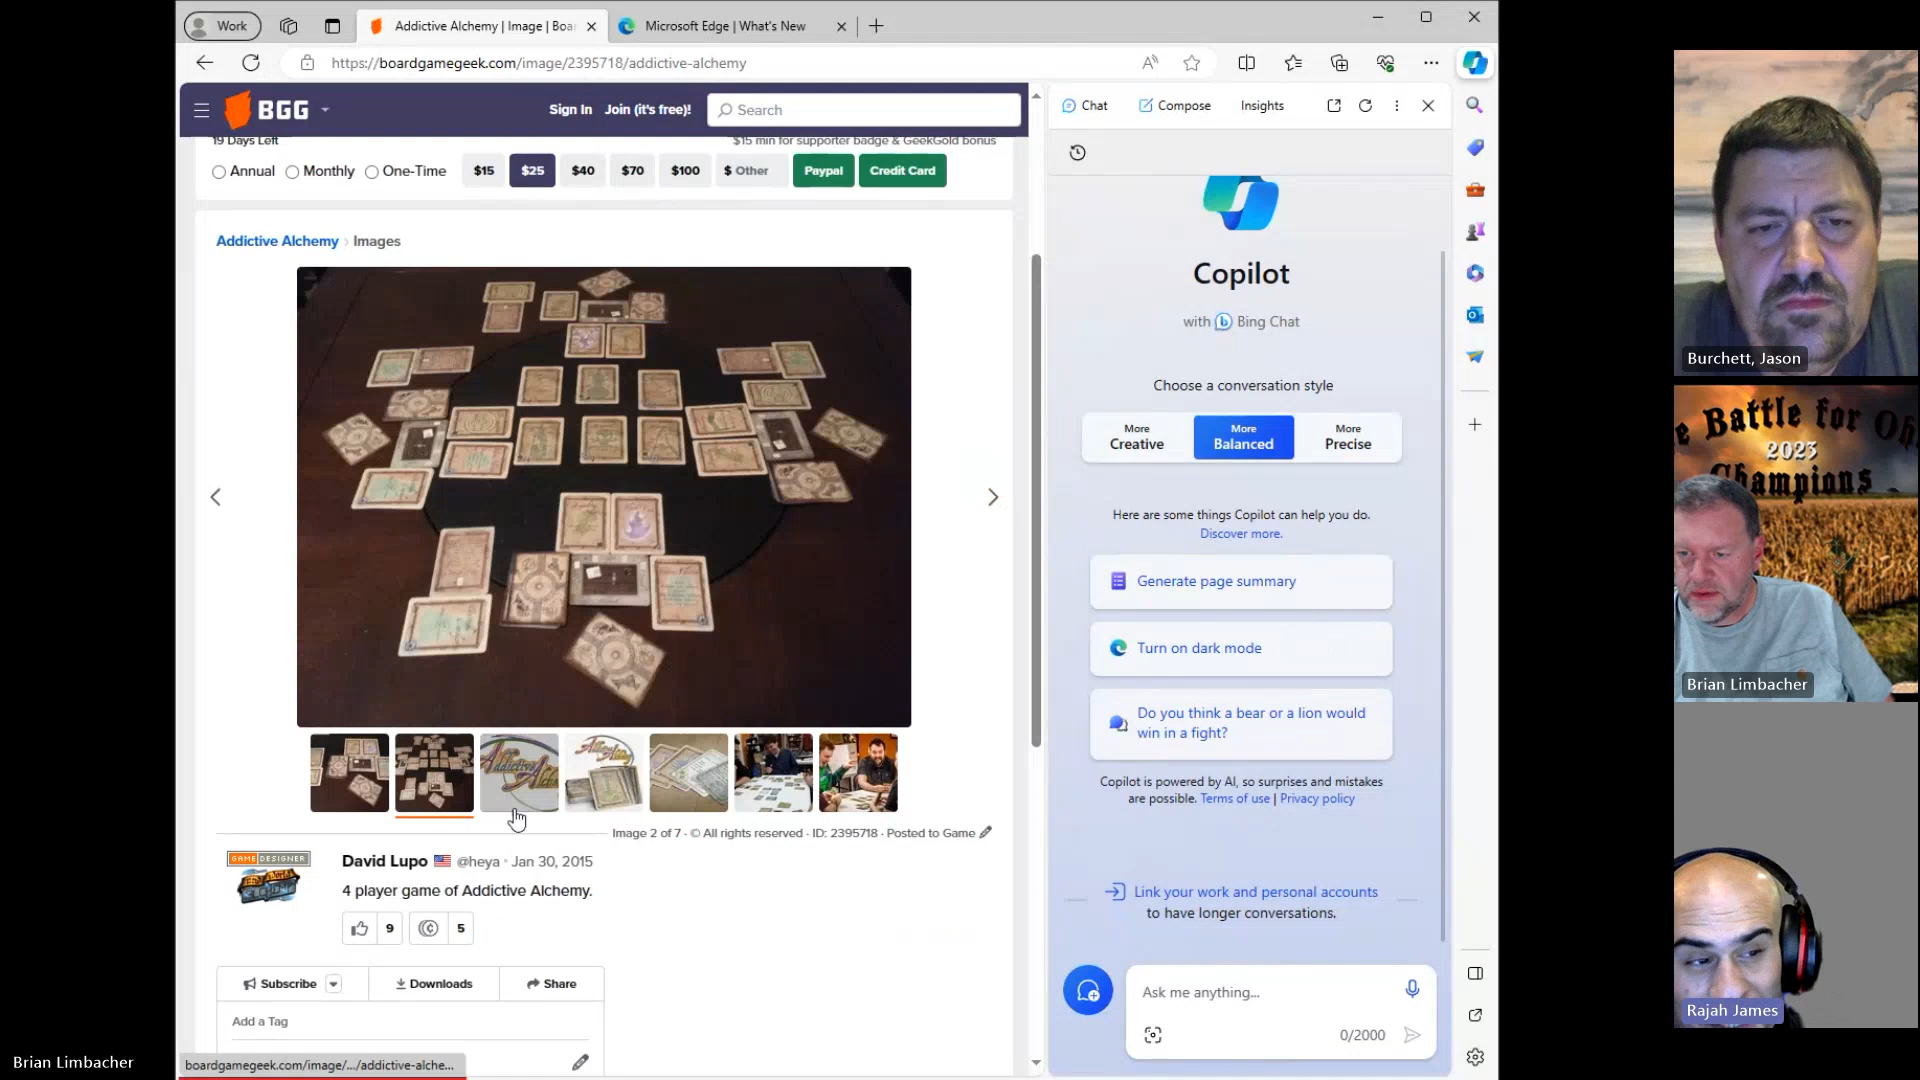 Work
Addictive Alchemy | Image | Boar
Microsoft Edge | What's New
https://boardgamegeek.com/image/2395718/addictive-alchemy
BGG
Sign In
Join (it's free!)
Search
19 Days Left
$15 min for supporter badge & GeekGold bonus
Annual
Monthly
One-Time
$15
$25
$40
$70
$100
$ Other
Paypal
Credit Card
Addictive Alchemy › Images
Image 2 of 7 · © All rights reserved · ID: 2395718 · Posted to Game
GAME DESIGNER
David Lupo @heya · Jan 30, 2015
4 player game of Addictive Alchemy.
9
5
Subscribe
Downloads
Share
Add a Tag
boardgamegeek.com/image/.../addictive-alche...
Chat
Compose
Insights
Copilot
with Bing Chat
Choose a conversation style
More Creative
More Balanced
More Precise
Here are some things Copilot can help you do.
Discover more.
Generate page summary
Turn on dark mode
Do you think a bear or a lion would
win in a fight?
Copilot is powered by AI, so surprises and mistakes
are possible. Terms of use | Privacy policy
Link your work and personal accounts
to have longer conversations.
Ask me anything...
0/2000
Burchett, Jason
Battle for Oh
2023
Champions
Brian Limbacher
Rajah James
Brian Limbacher